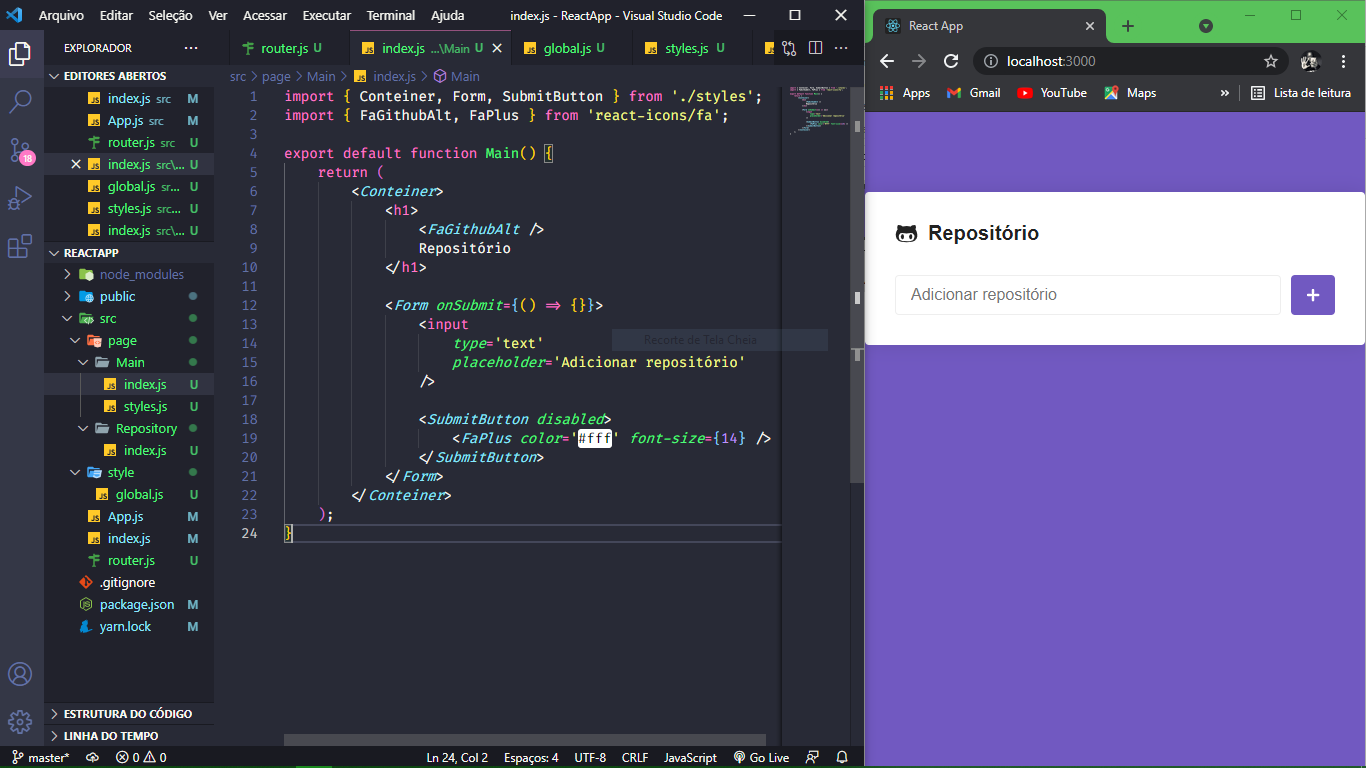 Arquivo Editar Seleção Ver Acessar Executar Terminal Ajuda index.js - ReactApp - Visual Studio Code
EXPLORADOR ...
EDITORES ABERTOS
index.js src M
App.js src M
router.js src U
index.js src\... U
global.js sr... U
styles.js src... U
index.js src\... U
REACTAPP
node_modules
public
src
page
Main
index.js U
styles.js U
Repository
index.js U
style
global.js U
App.js M
index.js M
router.js U
.gitignore
package.json M
yarn.lock M
ESTRUTURA DO CÓDIGO
LINHA DO TEMPO
18
router.js U index.js ...\Main U global.js U styles.js U JS ...
src > page > Main > index.js > Main
1 import { Conteiner, Form, SubmitButton } from './styles';
2 import { FaGithubAlt, FaPlus } from 'react-icons/fa';
3
4 export default function Main() {
5 return (
6 <Conteiner>
7 <h1>
8 <FaGithubAlt />
9 Repositório
10 </h1>
11
12 <Form onSubmit={() => {}}>
13 <input
14 type='text'
15 placeholder='Adicionar repositório'
16 />
17
18 <SubmitButton disabled>
19 <FaPlus color='#fff' font-size={14} />
20 </SubmitButton>
21 </Form>
22 </Conteiner>
23 );
24 }
Recorte de Tela Cheia
master* 0 0 Ln 24, Col 2 Espaços: 4 UTF-8 CRLF JavaScript Go Live
React App
localhost:3000
Apps Gmail YouTube Maps » Lista de leitura
Repositório
Adicionar repositório
+